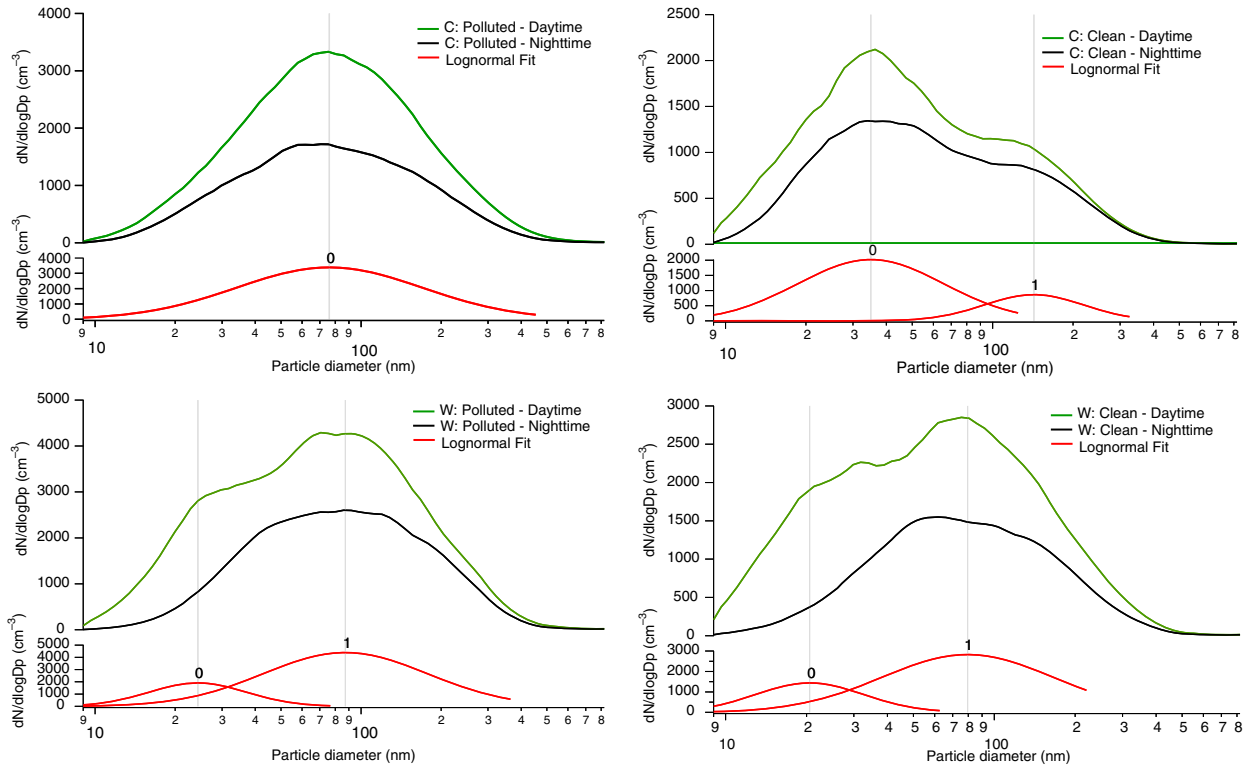 4000
3000
2000
1000
0
dN/dlogDp (cm⁻³)
C: Polluted - Daytime
C: Polluted - Nighttime
Lognormal Fit
4000
3000
2000
1000
0
dN/dlogDp (cm⁻³)
0
9 2 3 4 5 6 7 8 9 2 3 4 5 6 7 8
10 100
Particle diameter (nm)
2500
2000
1500
1000
500
0
dN/dlogDp (cm⁻³)
C: Clean - Daytime
C: Clean - Nighttime
Lognormal Fit
2000
1500
1000
500
0
dN/dlogDp (cm⁻³)
0
1
9 2 3 4 5 6 7 8 9 2 3 4 5 6 7 8
10 100
Particle diameter (nm)
5000
4000
3000
2000
1000
0
dN/dlogDp (cm⁻³)
W: Polluted - Daytime
W: Polluted - Nighttime
Lognormal Fit
5000
4000
3000
2000
1000
0
dN/dlogDp (cm⁻³)
0
1
9 2 3 4 5 6 7 8 9 2 3 4 5 6 7 8
10 100
Particle diameter (nm)
3000
2500
2000
1500
1000
500
0
dN/dlogDp (cm⁻³)
W: Clean - Daytime
W: Clean - Nighttime
Lognormal Fit
3000
2000
1000
0
dN/dlogDp (cm⁻³)
0
1
9 2 3 4 5 6 7 8 9 2 3 4 5 6 7 8
10 100
Particle diameter (nm)